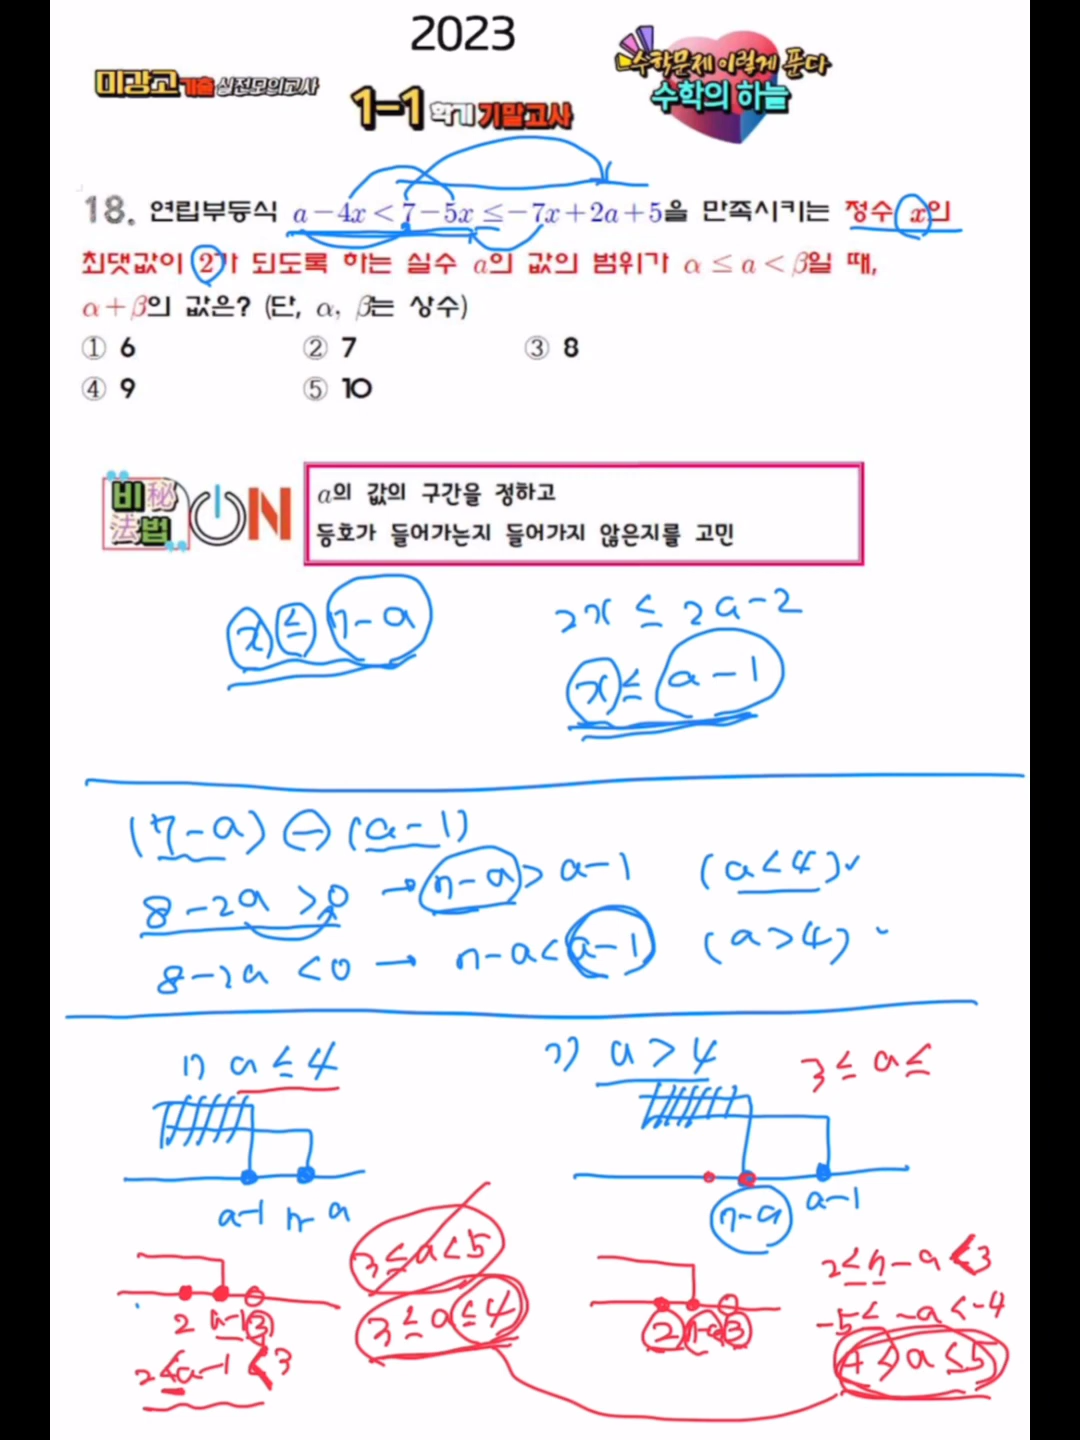 2023
미강고기출 실전모의고사
1-1 학기 기말고사
수학문제 이렇게 푼다
수학의 하늘
18. 연립부등식 a-4x<7-5x≤-7x+2a+5을 만족시키는 정수 x의
최댓값이 2가 되도록 하는 실수 a의 값의 범위가 α≤a<β일 때,
α+β의 값은? (단, α, β는 상수)
① 6 ② 7 ③ 8
④ 9 ⑤ 10
비秘法법 ON
a의 값의 구간을 정하고
등호가 들어가는지 들어가지 않은지를 고민
x≤7-a 2x≤2a-2
x≤a-1
(7-a)-(a-1)
8-2a>0 → 7-a>a-1 (a<4)
8-2a<0 → 7-a<a-1 (a>4)
1) a≤4 2) a>4 3≤a≤
a-1 7-a 7-a a-1
3≤a<5 2≤7-a<3
2 a-1 3 3≤a≤4 2 7-a 3 -5≤-a<-4
2≤a-1<3 4<a≤5